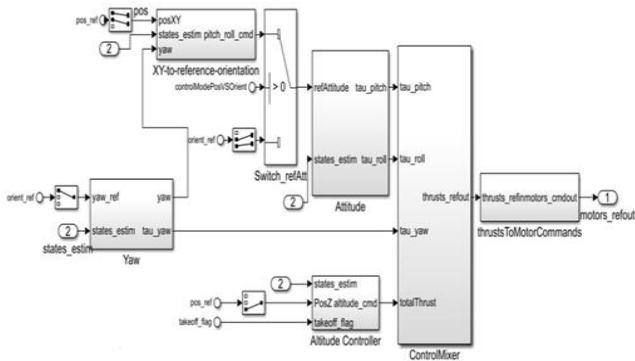 pos_ref
pos
posXY
2
states_estim pitch_roll_cmd
yaw
XY-to-reference-orientation
controlModePosVSOrient
> 0
orient_ref
Switch_refAtt
refAttitude tau_pitch
states_estim tau_roll
2
Attitude
tau_pitch
tau_roll
thrusts_refout
tau_yaw
totalThrust
ControlMixer
thrusts_refinmotors_cmdout
thrustsToMotorCommands
1
motors_refout
orient_ref
yaw_ref yaw
2
states_estim tau_yaw
states_estim
Yaw
2
states_estim
pos_ref
PosZ altitude_cmd
takeoff_flag
takeoff_flag
Altitude Controller